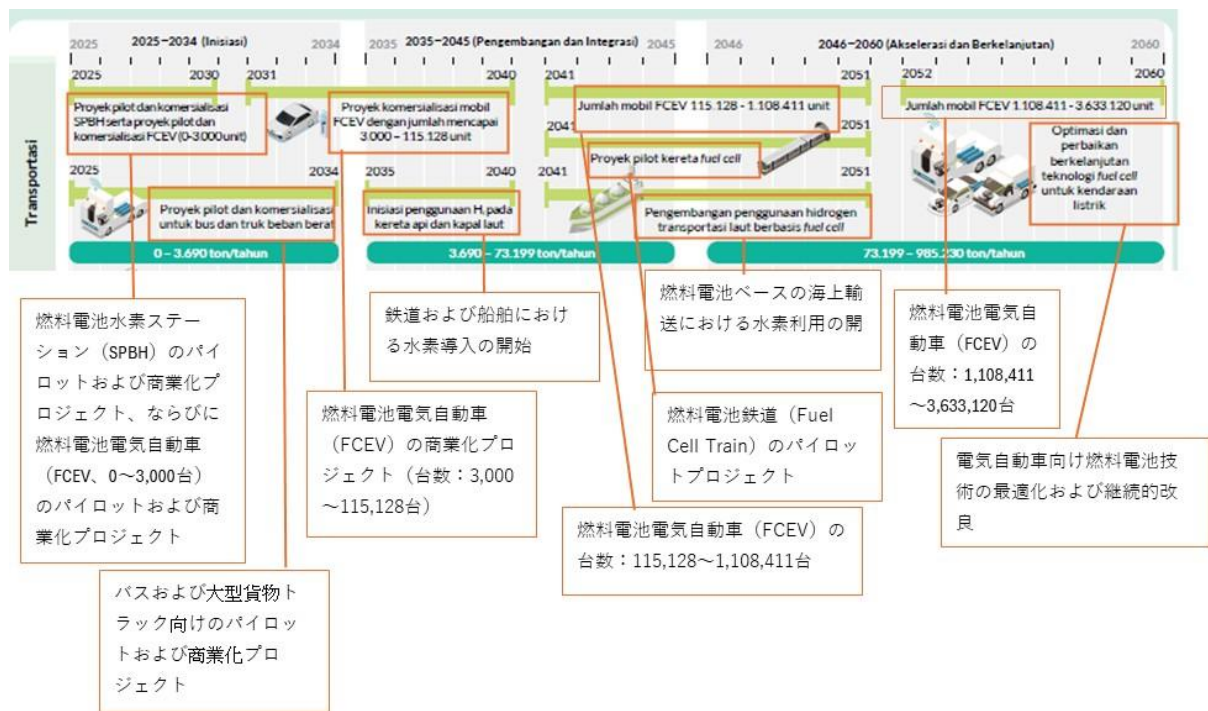 2025 2025–2034 (Inisiasi) 2034
2035 2035–2045 (Pengembangan dan Integrasi) 2045
2046 2046–2060 (Akselerasi dan Berkelanjutan) 2060
Transportasi
2025 2030 2031 2040 2041 2051 2052 2060
Proyek pilot dan komersialisasi
SPBH serta proyek pilot dan
komersialisasi FCEV (0-3000 unit)
Proyek komersialisasi mobil
FCEV dengan jumlah mencapai
3.000 – 115.128 unit
Jumlah mobil FCEV 115.128 - 1.108.411 unit
Jumlah mobil FCEV 1.108.411 - 3.633.120 unit
2041 2051
Proyek pilot kereta fuel cell
Optimasi dan
perbaikan
berkelanjutan
teknologi fuel cell
untuk kendaraan
listrik
2025 2034 2035 2040 2041 2051
Proyek pilot dan komersialisasi
untuk bus dan truk beban berat
Inisiasi penggunaan H₂ pada
kereta api dan kapal laut
Pengembangan penggunaan hidrogen
transportasi laut berbasis fuel cell
0 – 3.690 ton/tahun
3.690 – 73.199 ton/tahun
73.199 – 985.230 ton/tahun
燃料電池水素ステー
ション（SPBH）のパイ
ロットおよび商業化プ
ロジェクト、ならびに
燃料電池電気自動車
（FCEV、0～3,000台）
のパイロットおよび商
業化プロジェクト
鉄道および船舶におけ
る水素導入の開始
燃料電池ベースの海上輸
送における水素利用の開
燃料電池電気自
動車（FCEV）の
台数：1,108,411
～3,633,120台
燃料電池電気自動車
（FCEV）の商業化プロ
ジェクト（台数：3,000
～115,128台）
燃料電池鉄道（Fuel
Cell Train）のパイロッ
トプロジェクト
電気自動車向け燃料電池技
術の最適化および継続的改
良
燃料電池電気自動車（FCEV）の
台数：115,128～1,108,411台
バスおよび大型貨物ト
ラック向けのパイロッ
トおよび商業化プロ
ジェクト